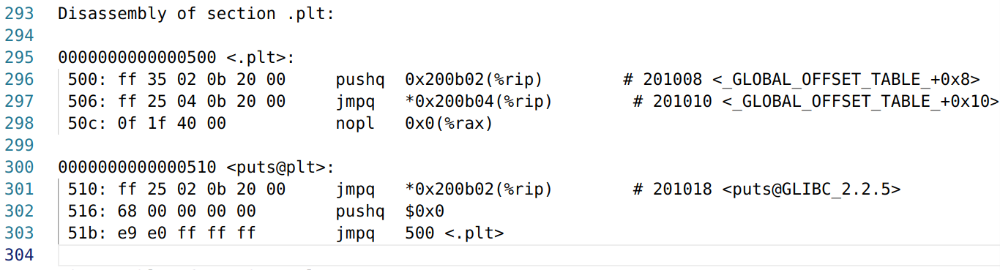 293 Disassembly of section .plt:
294
295 0000000000000500 <.plt>:
296 500: ff 35 02 0b 20 00 pushq 0x200b02(%rip) # 201008 <_GLOBAL_OFFSET_TABLE_+0x8>
297 506: ff 25 04 0b 20 00 jmpq *0x200b04(%rip) # 201010 <_GLOBAL_OFFSET_TABLE_+0x10>
298 50c: 0f 1f 40 00 nopl 0x0(%rax)
299
300 0000000000000510 <puts@plt>:
301 510: ff 25 02 0b 20 00 jmpq *0x200b02(%rip) # 201018 <puts@GLIBC_2.2.5>
302 516: 68 00 00 00 00 pushq $0x0
303 51b: e9 e0 ff ff ff jmpq 500 <.plt>
304